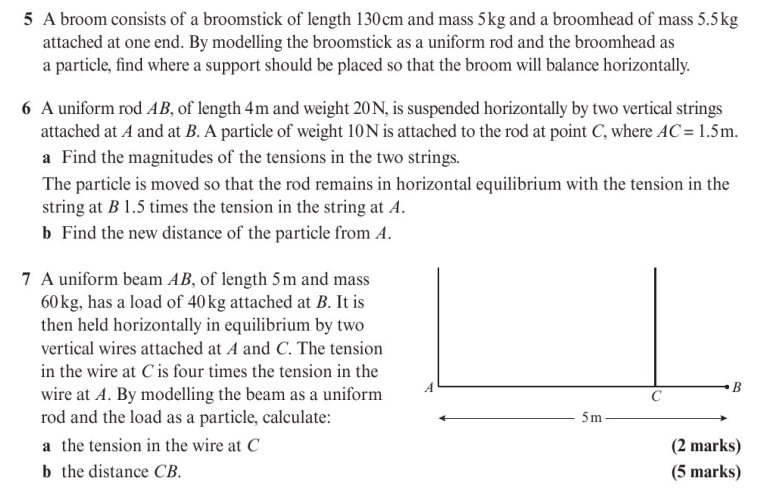 5 A broom consists of a broomstick of length 130 cm and mass 5 kg and a broomhead of mass 5.5 kg
attached at one end. By modelling the broomstick as a uniform rod and the broomhead as
a particle, find where a support should be placed so that the broom will balance horizontally.
6 A uniform rod AB, of length 4 m and weight 20 N, is suspended horizontally by two vertical strings
attached at A and at B. A particle of weight 10 N is attached to the rod at point C, where AC = 1.5 m.
a Find the magnitudes of the tensions in the two strings.
The particle is moved so that the rod remains in horizontal equilibrium with the tension in the
string at B 1.5 times the tension in the string at A.
b Find the new distance of the particle from A.
7 A uniform beam AB, of length 5 m and mass
60 kg, has a load of 40 kg attached at B. It is
then held horizontally in equilibrium by two
vertical wires attached at A and C. The tension
in the wire at C is four times the tension in the
wire at A. By modelling the beam as a uniform
rod and the load as a particle, calculate:
a the tension in the wire at C
b the distance CB.
A
C
B
5 m
(2 marks)
(5 marks)